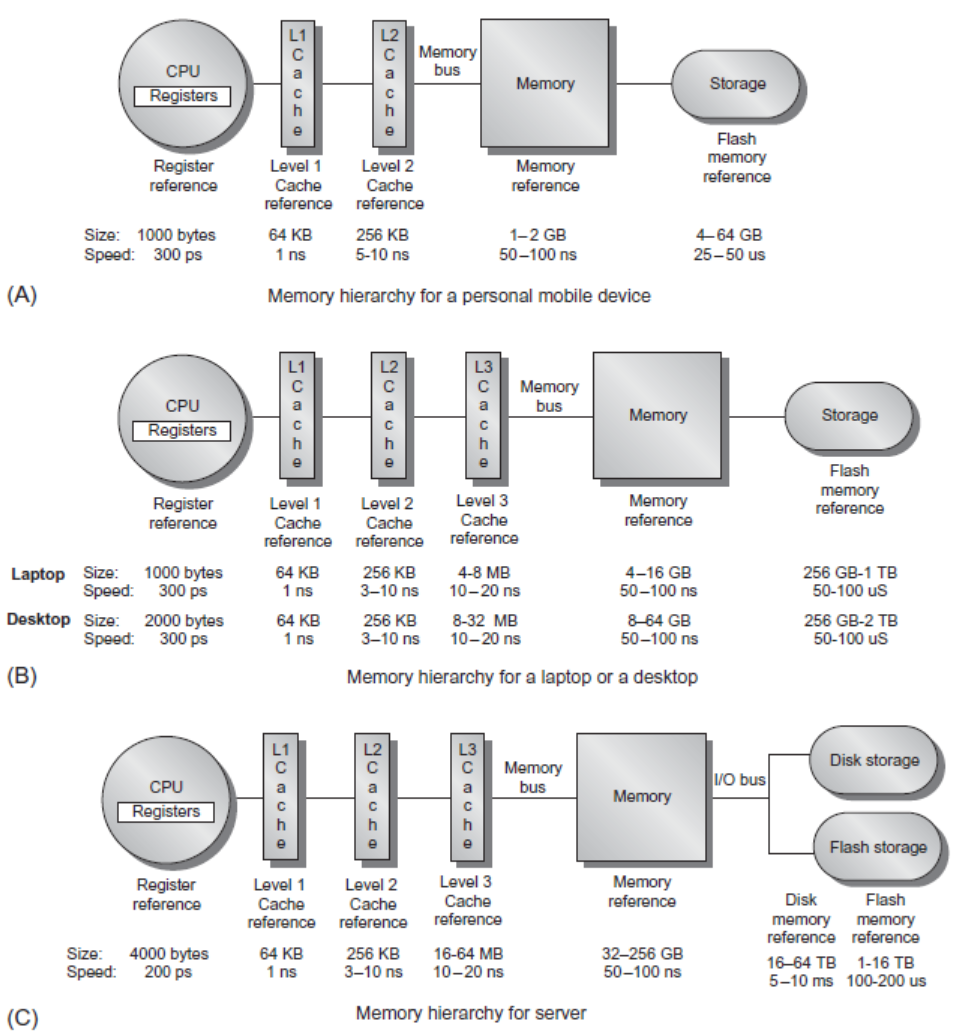 CPU
Registers
L1
C
a
c
h
e
L2
C
a
c
h
e
Memory
bus
Memory
Storage
Register
reference
Level 1
Cache
reference
Level 2
Cache
reference
Memory
reference
Flash
memory
reference
Size: 1000 bytes 64 KB 256 KB 1–2 GB 4–64 GB
Speed: 300 ps 1 ns 5-10 ns 50–100 ns 25–50 us
(A) Memory hierarchy for a personal mobile device
CPU
Registers
L1
C
a
c
h
e
L2
C
a
c
h
e
L3
C
a
c
h
e
Memory
bus
Memory
Storage
Register
reference
Level 1
Cache
reference
Level 2
Cache
reference
Level 3
Cache
reference
Memory
reference
Flash
memory
reference
Laptop Size: 1000 bytes 64 KB 256 KB 4-8 MB 4–16 GB 256 GB-1 TB
Speed: 300 ps 1 ns 3–10 ns 10–20 ns 50–100 ns 50-100 uS
Desktop Size: 2000 bytes 64 KB 256 KB 8-32 MB 8–64 GB 256 GB-2 TB
Speed: 300 ps 1 ns 3–10 ns 10–20 ns 50–100 ns 50-100 uS
(B) Memory hierarchy for a laptop or a desktop
CPU
Registers
L1
C
a
c
h
e
L2
C
a
c
h
e
L3
C
a
c
h
e
Memory
bus
Memory
I/O bus
Disk storage
Flash storage
Register
reference
Level 1
Cache
reference
Level 2
Cache
reference
Level 3
Cache
reference
Memory
reference
Disk
memory
reference
Flash
memory
reference
Size: 4000 bytes 64 KB 256 KB 16-64 MB 32–256 GB 16–64 TB 1-16 TB
Speed: 200 ps 1 ns 3–10 ns 10–20 ns 50–100 ns 5–10 ms 100-200 us
(C) Memory hierarchy for server